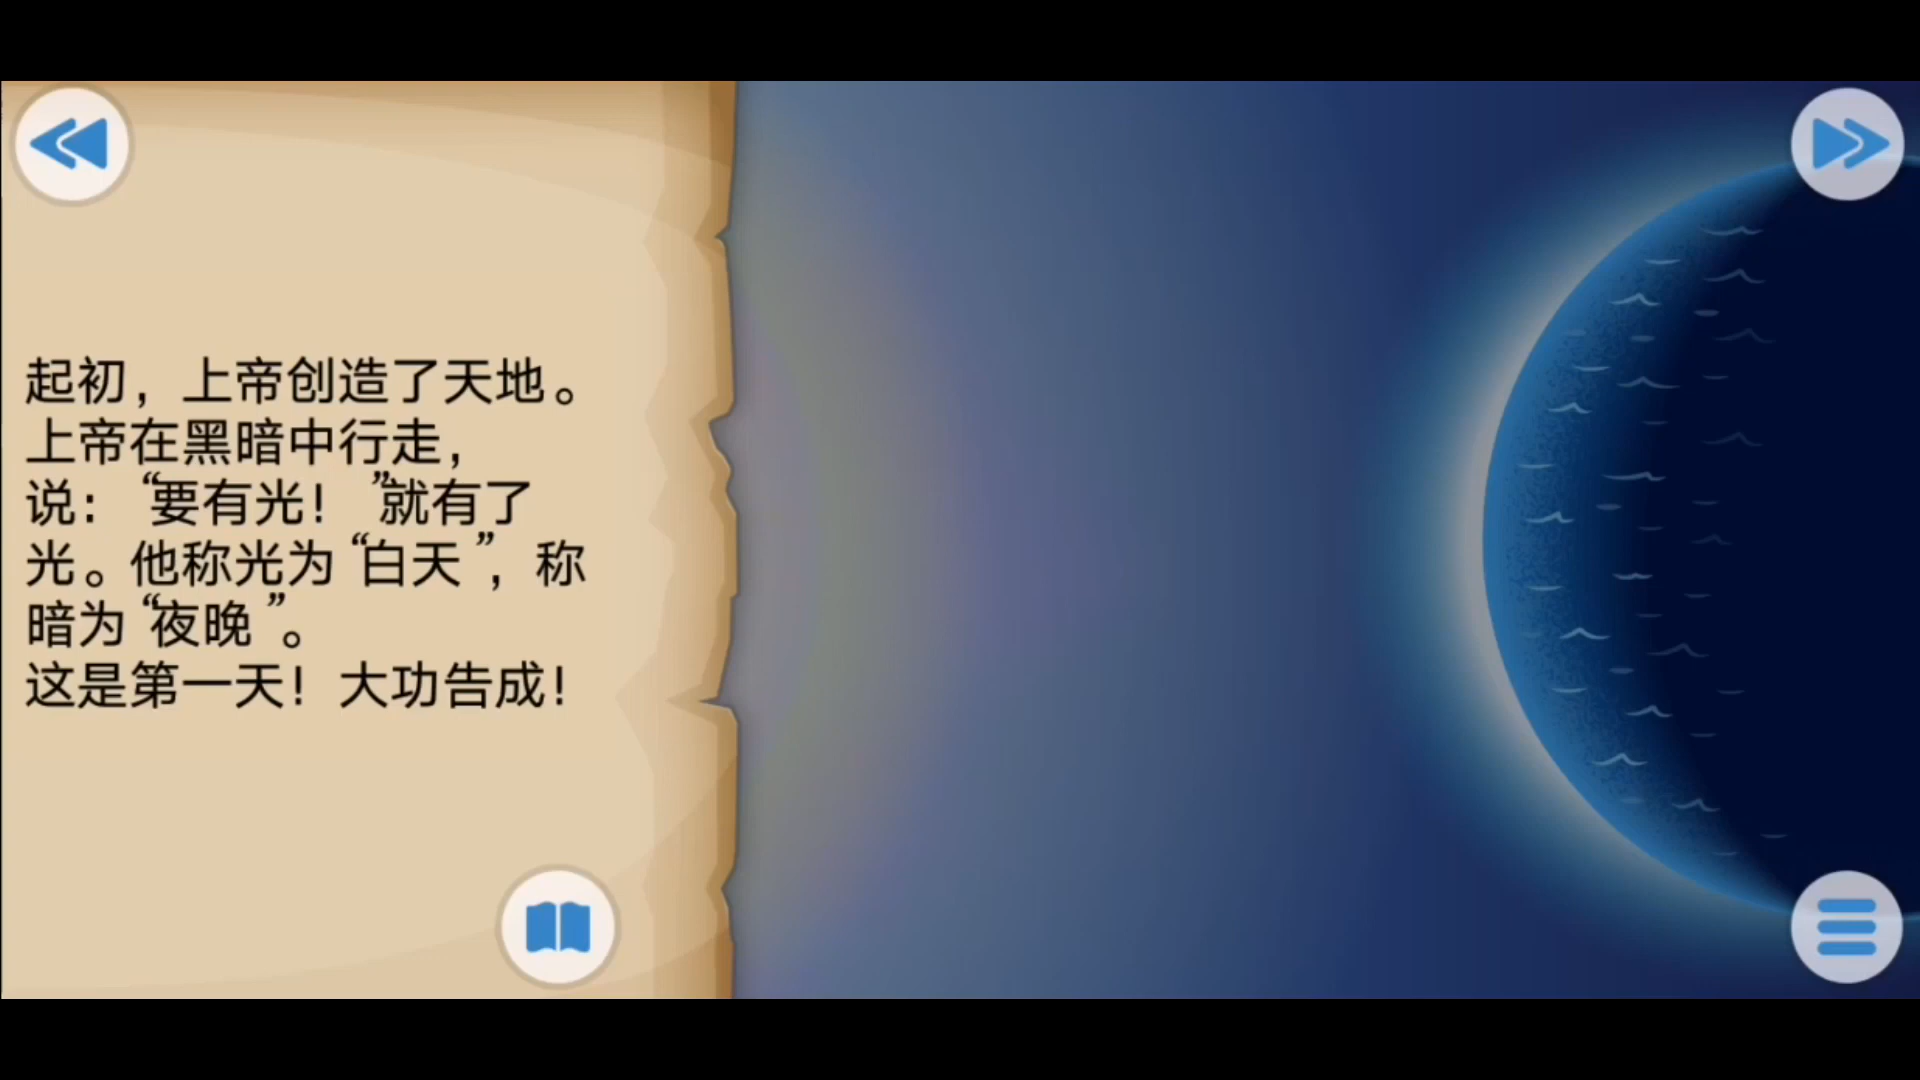 起初，上帝创造了天地。
上帝在黑暗中行走，
说：“要有光！”就有了
光。他称光为“白天”，称
暗为“夜晚”。
这是第一天！大功告成！